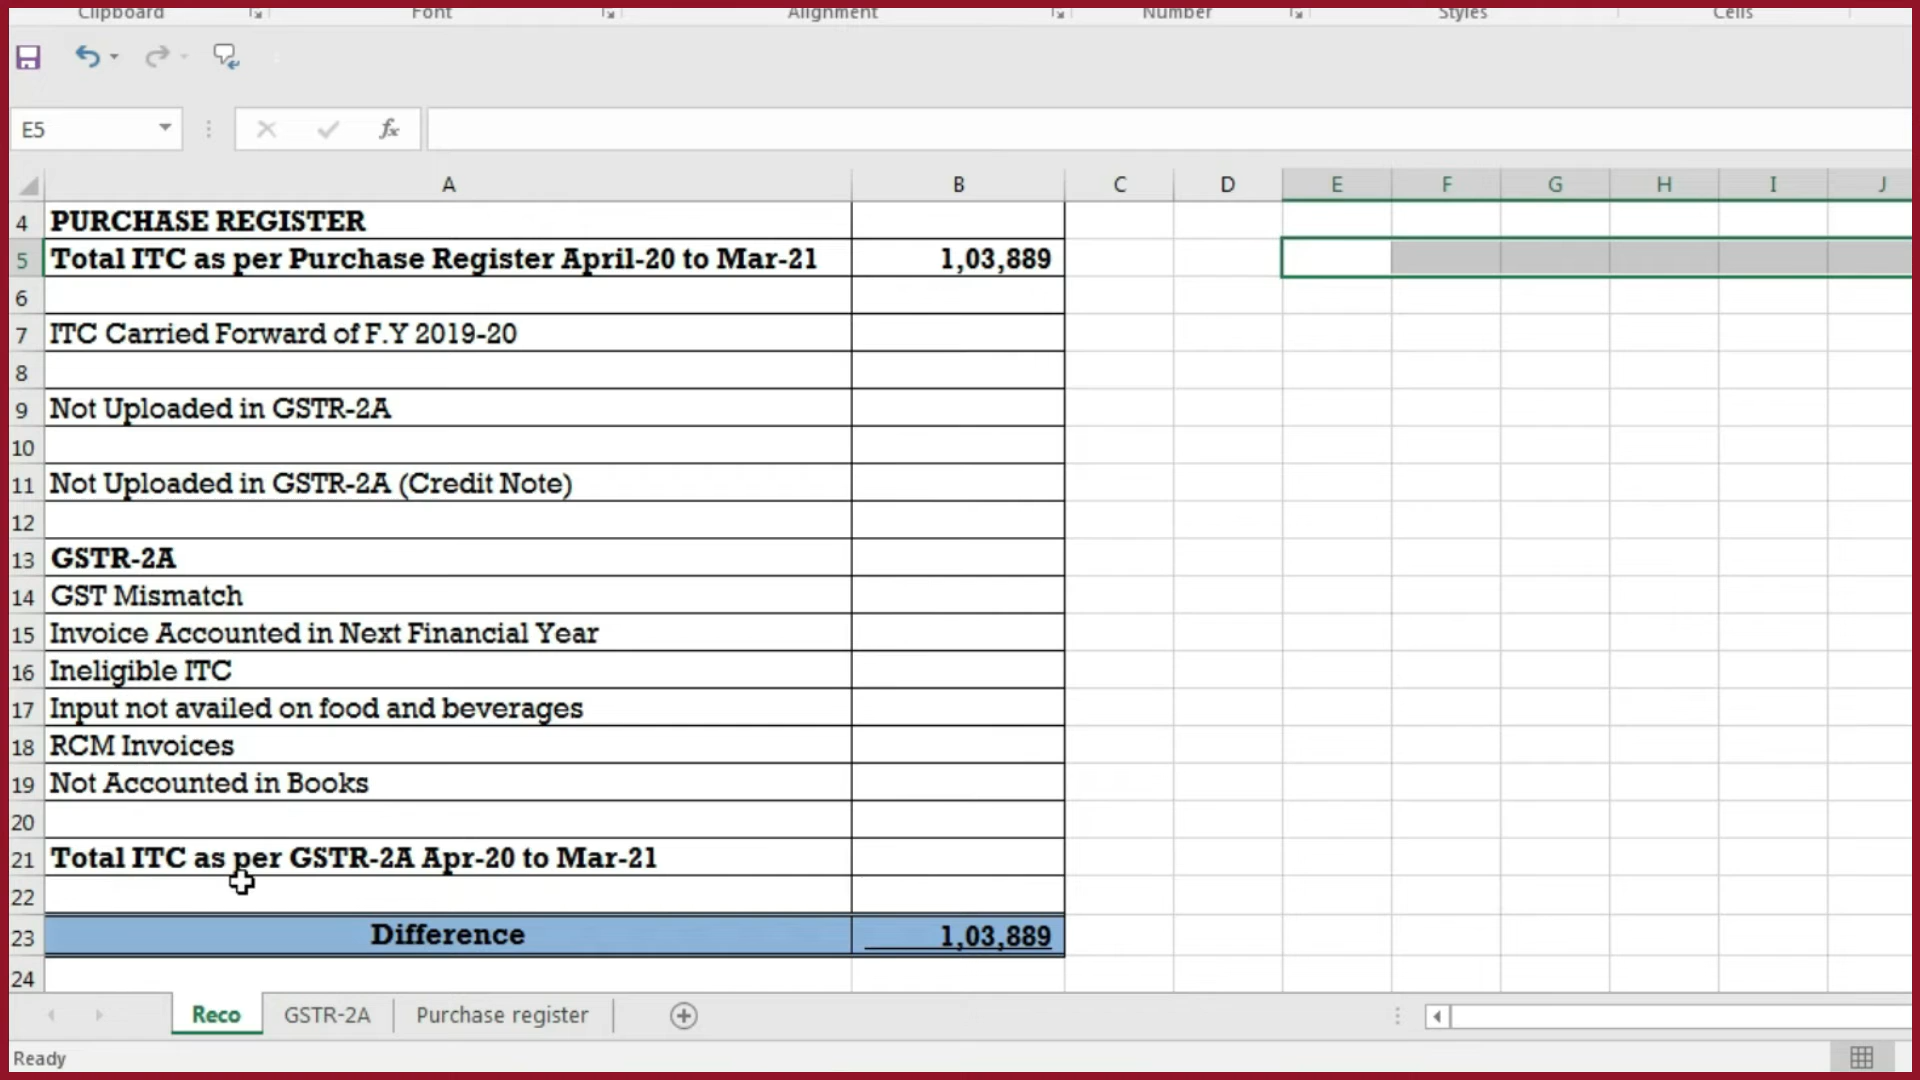 Clipboard Font Alignment Number Styles Cells
E5 fx
A B C D E F G H I J
4 PURCHASE REGISTER
5 Total ITC as per Purchase Register April-20 to Mar-21 1,03,889
6
7 ITC Carried Forward of F.Y 2019-20
8
9 Not Uploaded in GSTR-2A
10
11 Not Uploaded in GSTR-2A (Credit Note)
12
13 GSTR-2A
14 GST Mismatch
15 Invoice Accounted in Next Financial Year
16 Ineligible ITC
17 Input not availed on food and beverages
18 RCM Invoices
19 Not Accounted in Books
20
21 Total ITC as per GSTR-2A Apr-20 to Mar-21
22
23 Difference 1,03,889
24
Reco GSTR-2A Purchase register
Ready